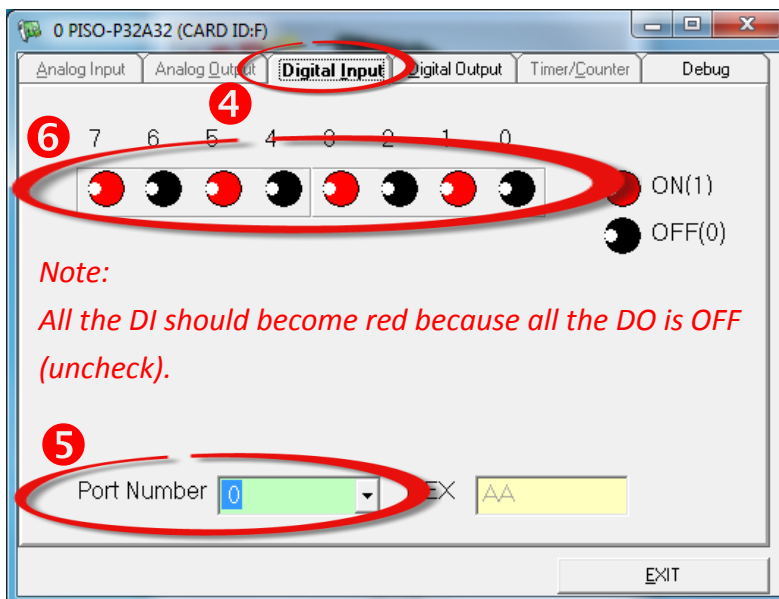 0 PISO-P32A32 (CARD ID:F)
Analog Input Analog Output Digital Input Digital Output Timer/Counter Debug
4
6 7 6 5 4 3 2 1 0
ON(1)
OFF(0)
Note:
All the DI should become red because all the DO is OFF
(uncheck).
5
Port Number 0 EX AA
EXIT